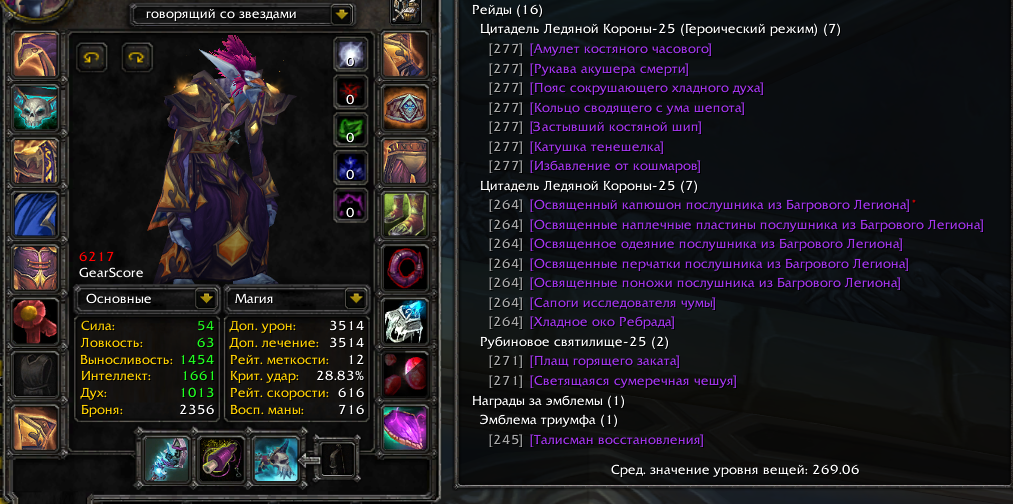 говорящий со звездами
0
0
0
0
0
6217
GearScore
Основные
Магия
Сила: 54
Ловкость: 63
Выносливость: 1454
Интеллект: 1661
Дух: 1013
Броня: 2356
Доп. урон: 3514
Доп. лечение: 3514
Рейт. меткости: 12
Крит. удар: 28.83%
Рейт. скорости: 616
Восп. маны: 716
Рейды (16)
Цитадель Ледяной Короны-25 (Героический режим) (7)
[277] [Амулет костяного часового]
[277] [Рукава акушера смерти]
[277] [Пояс сокрушающего хладного духа]
[277] [Кольцо сводящего с ума шепота]
[277] [Застывший костяной шип]
[277] [Катушка тенешелка]
[277] [Избавление от кошмаров]
Цитадель Ледяной Короны-25 (7)
[264] [Освященный капюшон послушника из Багрового Легиона]*
[264] [Освященные наплечные пластины послушника из Багрового Легиона]
[264] [Освященное одеяние послушника из Багрового Легиона]
[264] [Освященные перчатки послушника из Багрового Легиона]
[264] [Освященные поножи послушника из Багрового Легиона]
[264] [Сапоги исследователя чумы]
[264] [Хладное око Ребрада]
Рубиновое святилище-25 (2)
[271] [Плащ горящего заката]
[271] [Светящаяся сумеречная чешуя]
Награды за эмблемы (1)
Эмблема триумфа (1)
[245] [Талисман восстановления]
Сред. значение уровня вещей: 269.06